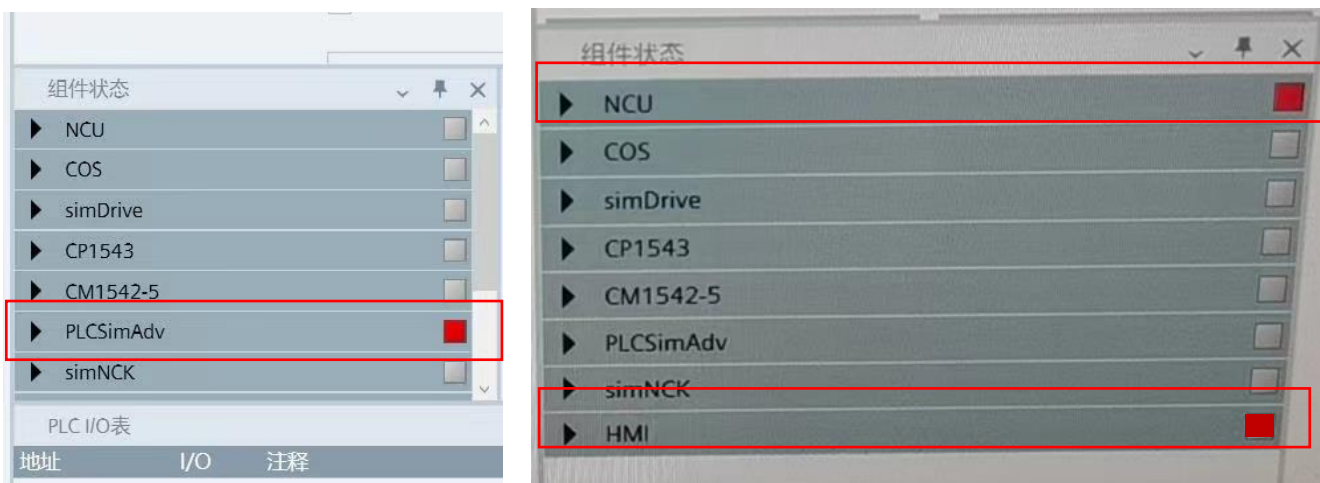 组件状态
NCU
COS
simDrive
CP1543
CM1542-5
PLCSimAdv
simNCK
PLC I/O表
地址 I/O 注释
组件状态
NCU
COS
simDrive
CP1543
CM1542-5
PLCSimAdv
simNCK
HMI